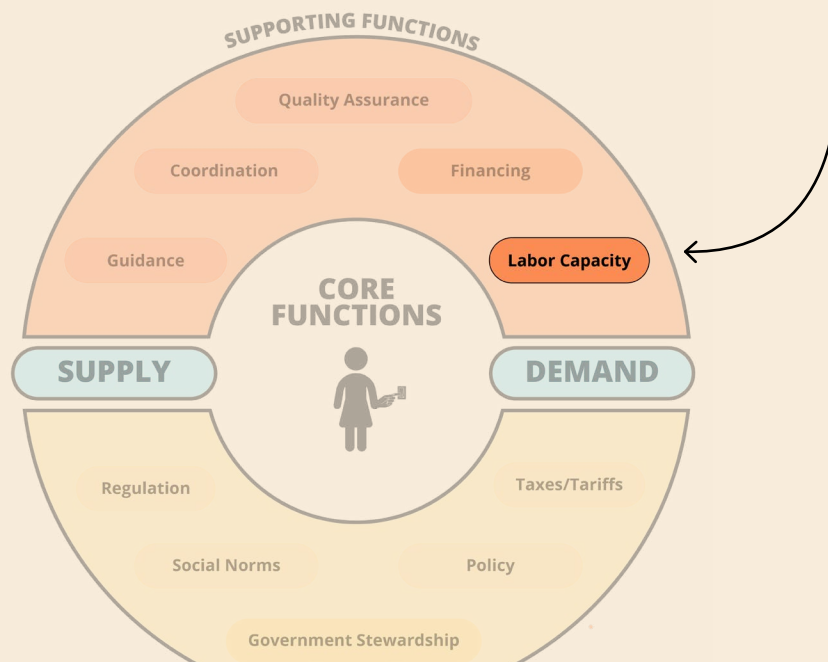 SUPPORTING FUNCTIONS
Quality Assurance
Coordination
Financing
Guidance
Labor Capacity
CORE
FUNCTIONS
SUPPLY
DEMAND
Regulation
Taxes/Tariffs
Social Norms
Policy
Government Stewardship